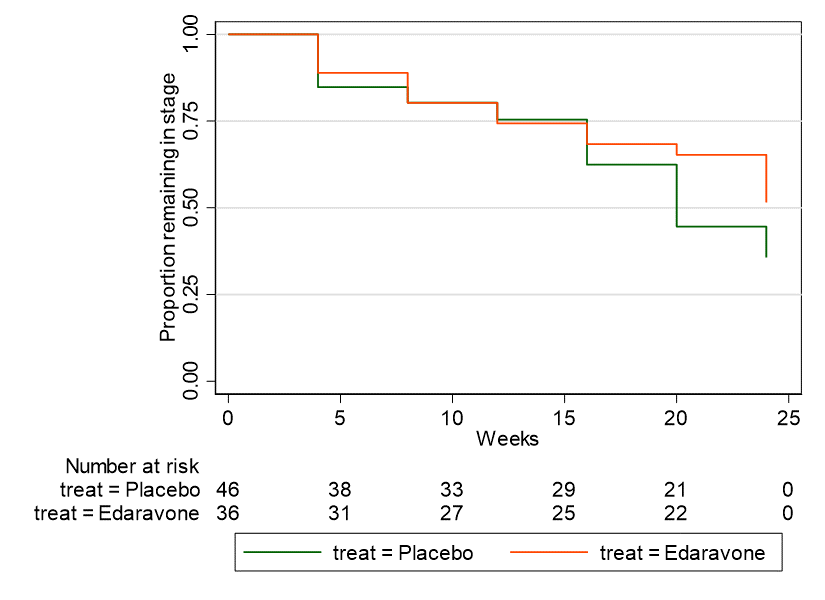 Proportion remaining in stage
1.00
0.75
0.50
0.25
0.00
0 5 10 15 20 25
Weeks
Number at risk
treat = Placebo 46 38 33 29 21 0
treat = Edaravone 36 31 27 25 22 0
treat = Placebo treat = Edaravone